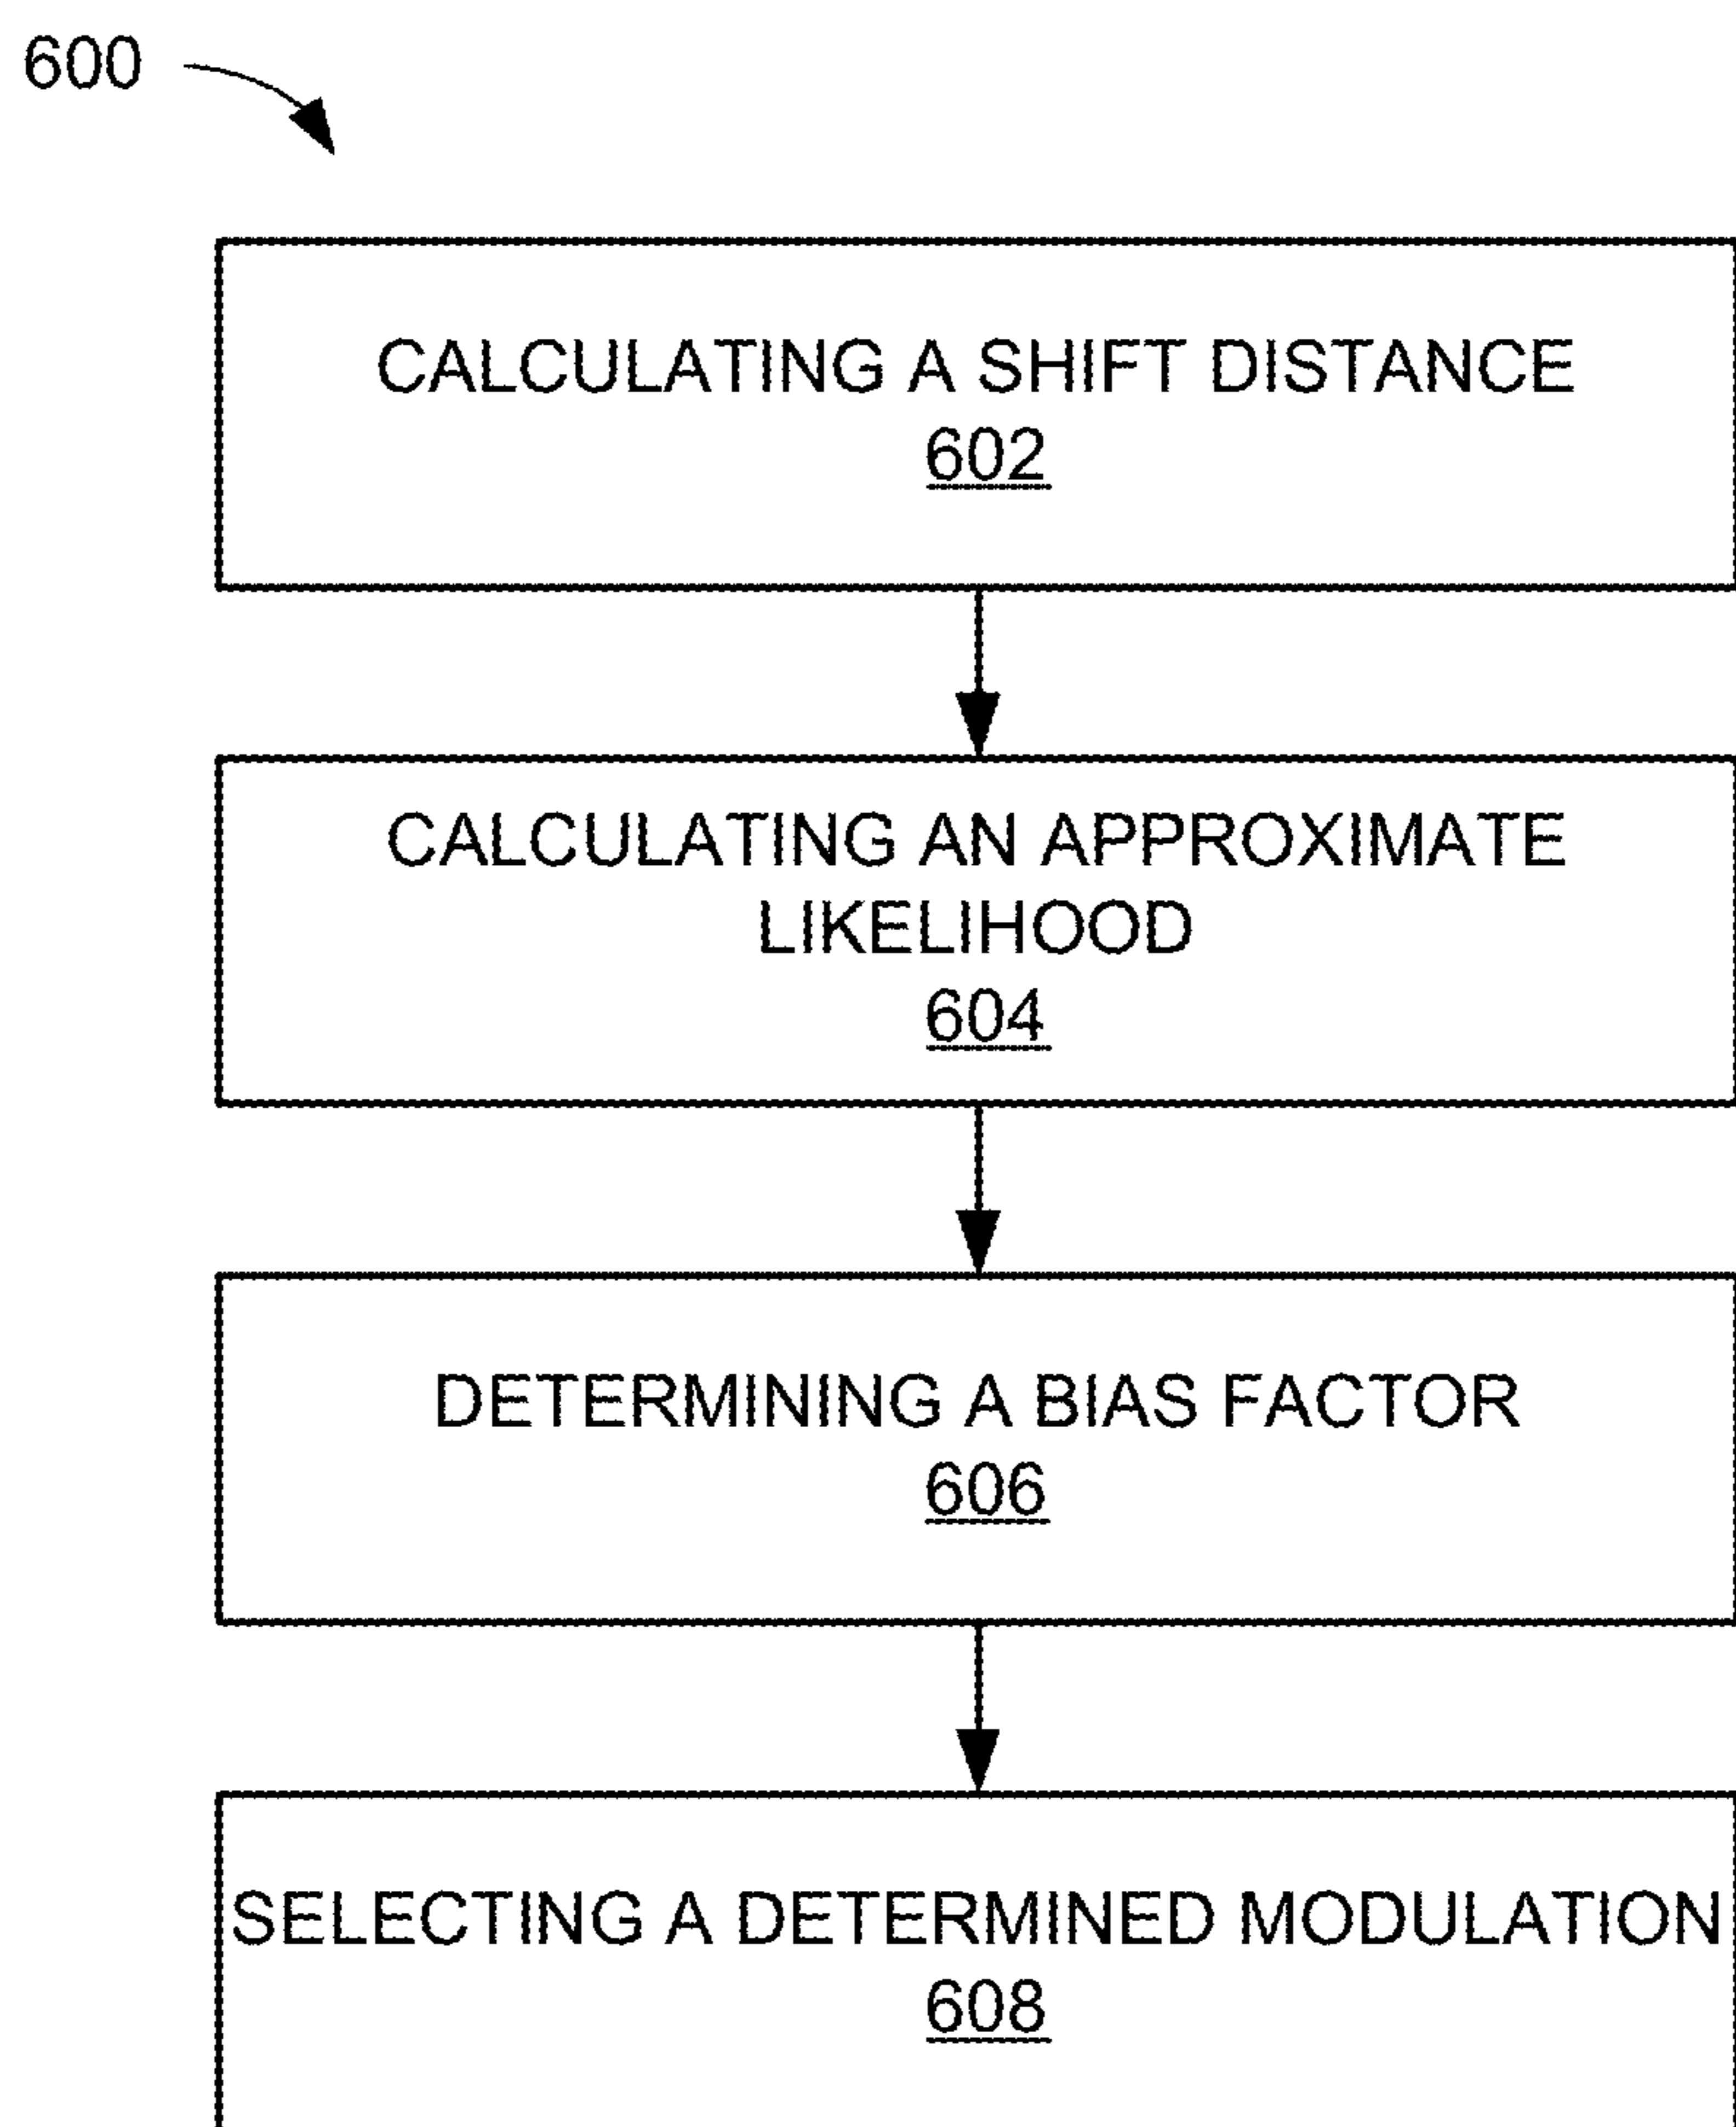 600
CALCULATING A SHIFT DISTANCE
602
CALCULATING AN APPROXIMATE
LIKELIHOOD
604
DETERMINING A BIAS FACTOR
606
SELECTING A DETERMINED MODULATION
608